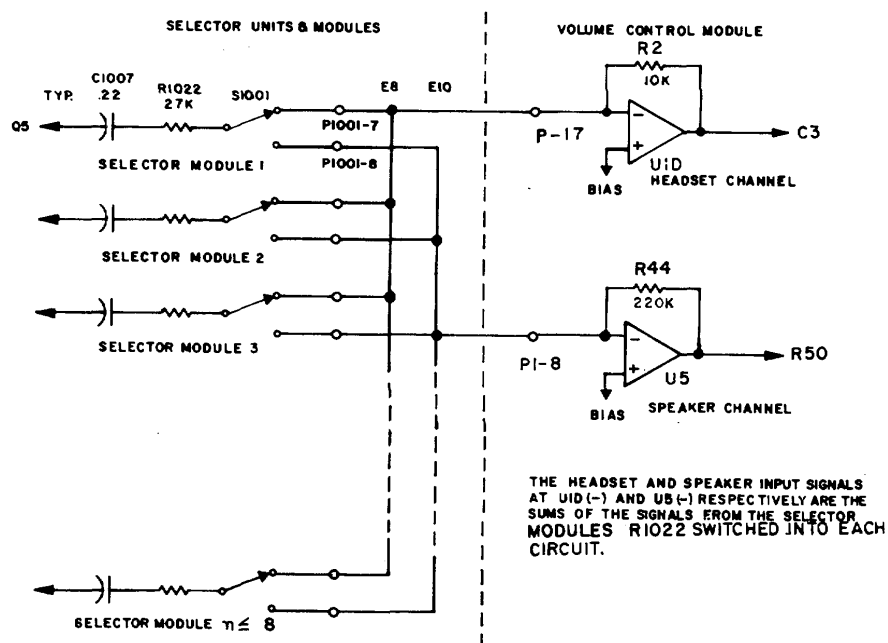 SELECTOR UNITS & MODULES
VOLUME CONTROL MODULE
R2
10K
TYP.
C1007
.22
R1022
27K
S1001
E8
E10
Q5
P1001-7
P-17
C3
SELECTOR MODULE 1
P1001-8
U1D
BIAS
HEADSET CHANNEL
SELECTOR MODULE 2
R44
220K
SELECTOR MODULE 3
P1-8
R50
U5
BIAS
SPEAKER CHANNEL
THE HEADSET AND SPEAKER INPUT SIGNALS
AT U1D(-) AND U5(-) RESPECTIVELY ARE THE
SUMS OF THE SIGNALS FROM THE SELECTOR
MODULES R1022 SWITCHED INTO EACH
CIRCUIT.
SELECTOR MODULE n ≤ 8